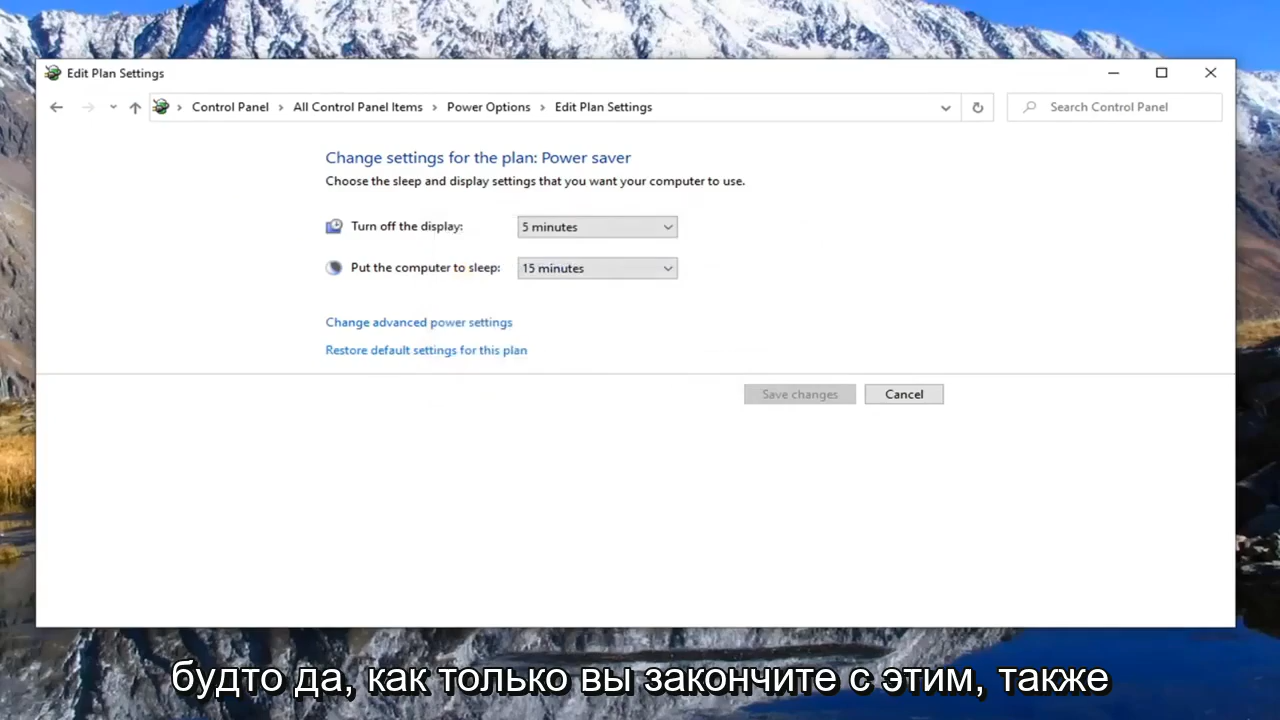 Edit Plan Settings
Control Panel > All Control Panel Items > Power Options > Edit Plan Settings
Search Control Panel
Change settings for the plan: Power saver
Choose the sleep and display settings that you want your computer to use.
Turn off the display: 5 minutes
Put the computer to sleep: 15 minutes
Change advanced power settings
Restore default settings for this plan
Save changes Cancel
будто да, как только вы закончите с этим, также